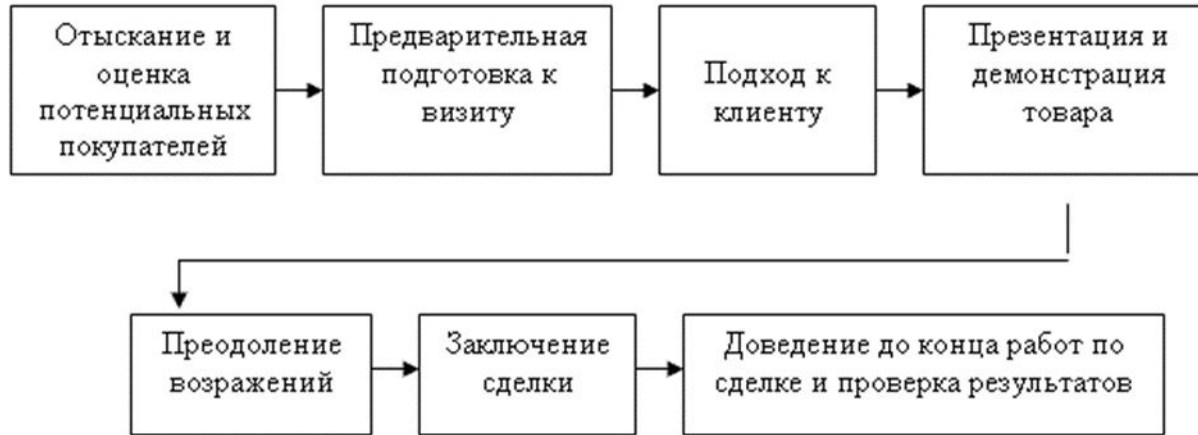 Отыскание и
оценка
потенциальных
покупателей
Предварительная
подготовка к
визиту
Подход к
клиенту
Презентация и
демонстрация
товара
Преодоление
возражений
Заключение
сделки
Доведение до конца работ по
сделке и проверка результатов